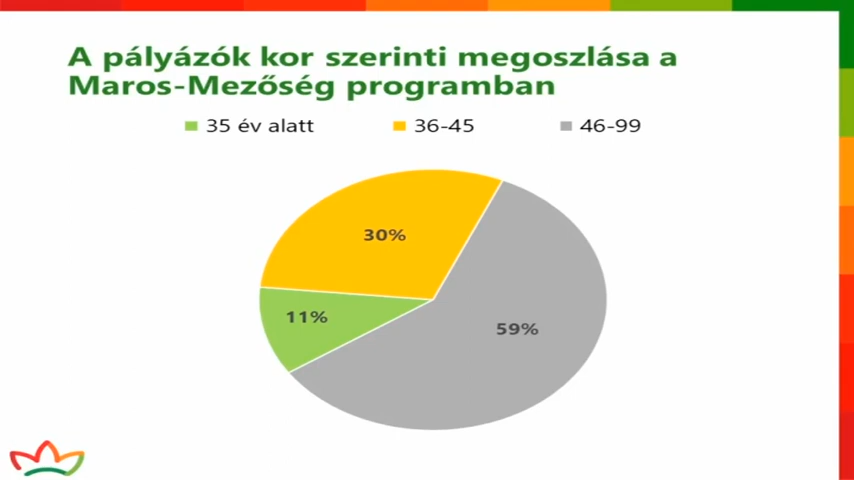 A pályázók kor szerinti megoszlása a
Maros-Mezőség programban
35 év alatt 36-45 46-99
30%
11%
59%